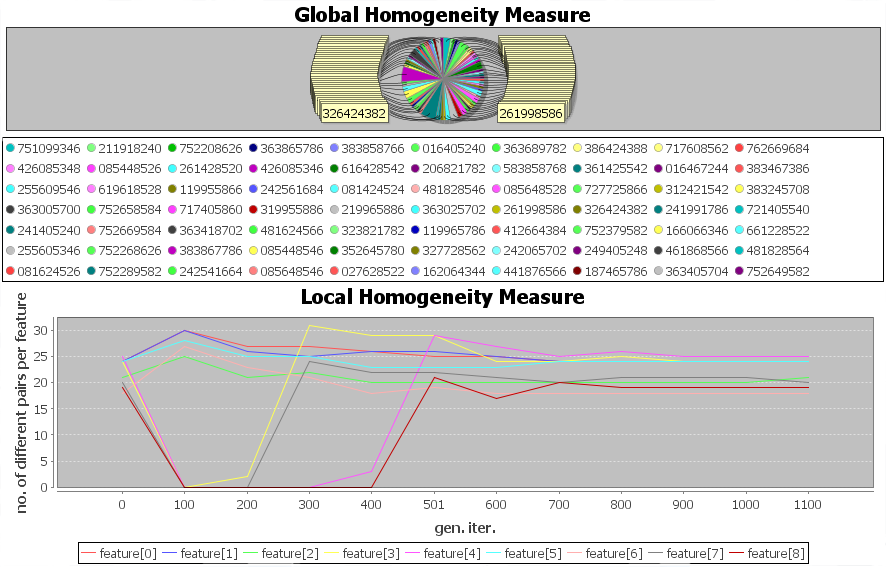 Global Homogeneity Measure
326424382 261998586
751099346 211918240 752208626 363865786 383858766 016405240 363689782 386424388 717608562 762669684
426085348 085448526 261428520 426085346 616428542 206821782 583858768 361425542 016467244 383467386
255609546 619618528 119955866 242561684 081424524 481828546 085648528 727725866 312421542 383245708
363005700 752658584 717405860 319955886 219965886 363025702 261998586 326424382 241991786 721405540
241405240 752669584 363418702 481624566 323821782 119965786 412664384 752379582 166066346 661228522
255605346 752268626 383867786 085448546 352645780 327728562 242065702 249405248 461868566 481828564
081624526 752289582 242541664 085648546 027628522 162064344 441876566 187465786 363405704 752649582
Local Homogeneity Measure
no. of different pairs per feature
30
25
20
15
10
5
0
0 100 200 300 400 501 600 700 800 900 1000 1100
gen. iter.
feature[0] feature[1] feature[2] feature[3] feature[4] feature[5] feature[6] feature[7] feature[8]